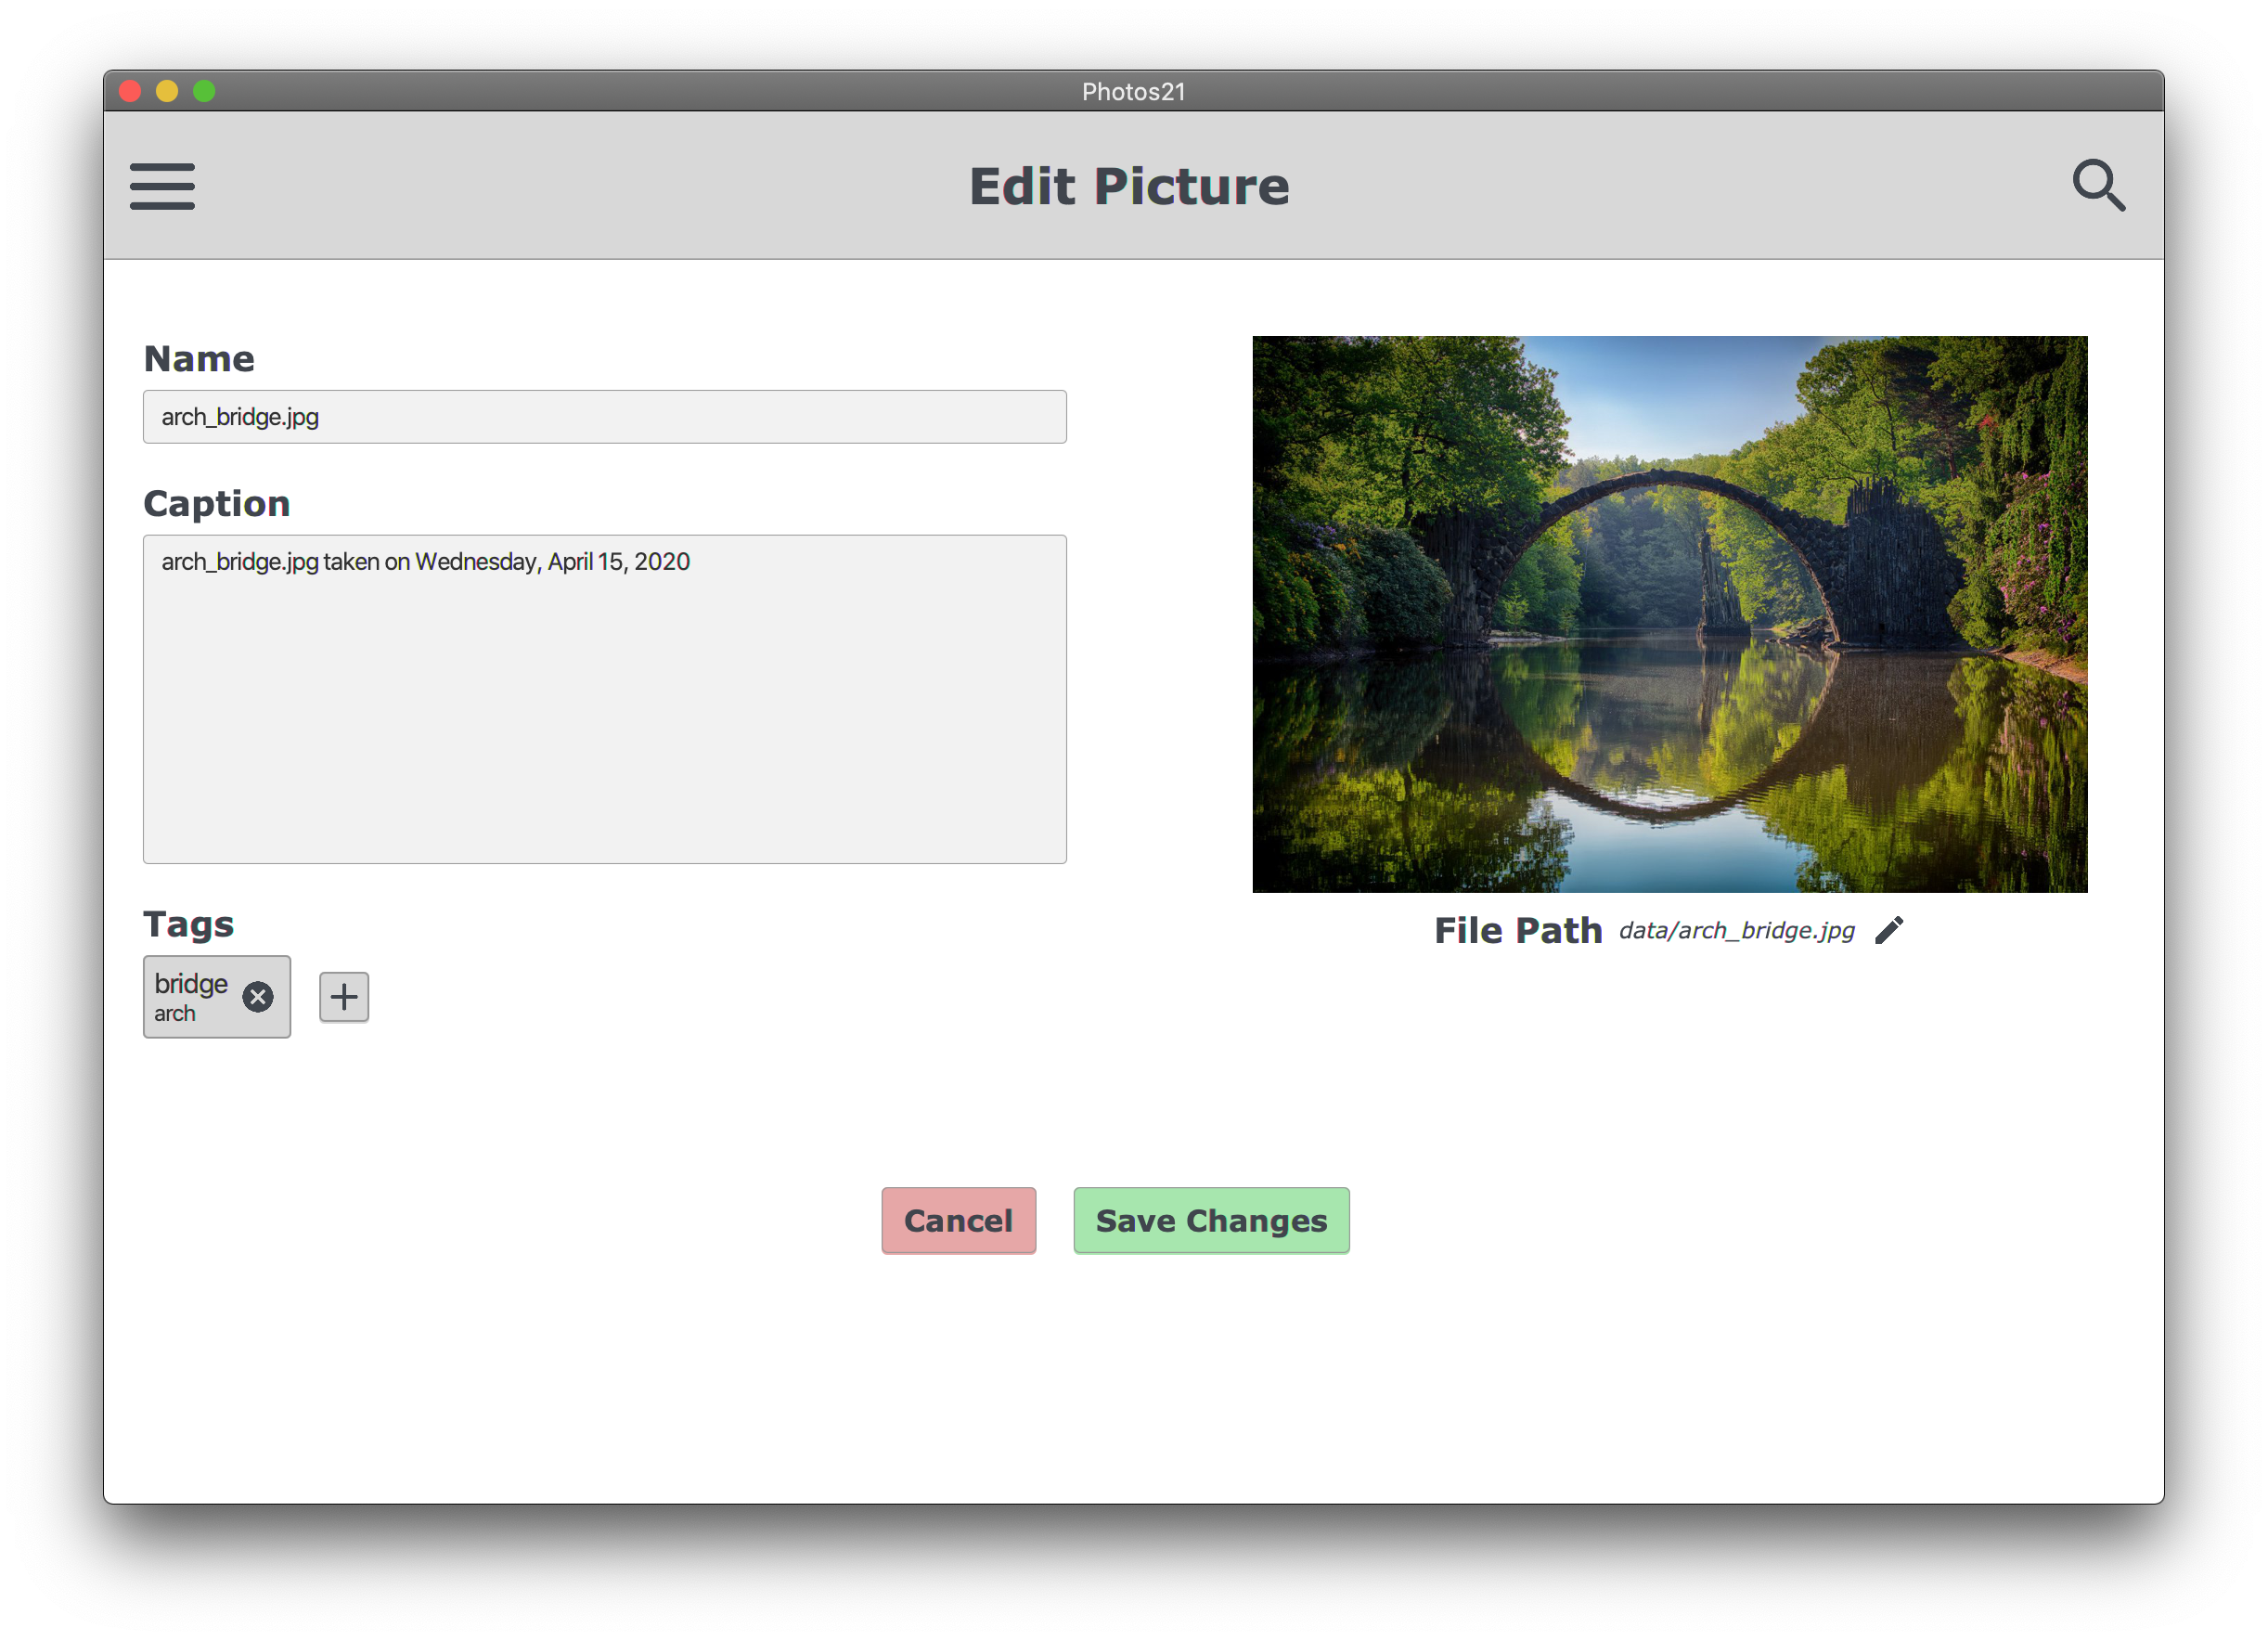 Photos21
Edit Picture
Name
arch_bridge.jpg
Caption
arch_bridge.jpg taken on Wednesday, April 15, 2020
Tags
bridge
arch
File Path data/arch_bridge.jpg
Cancel
Save Changes